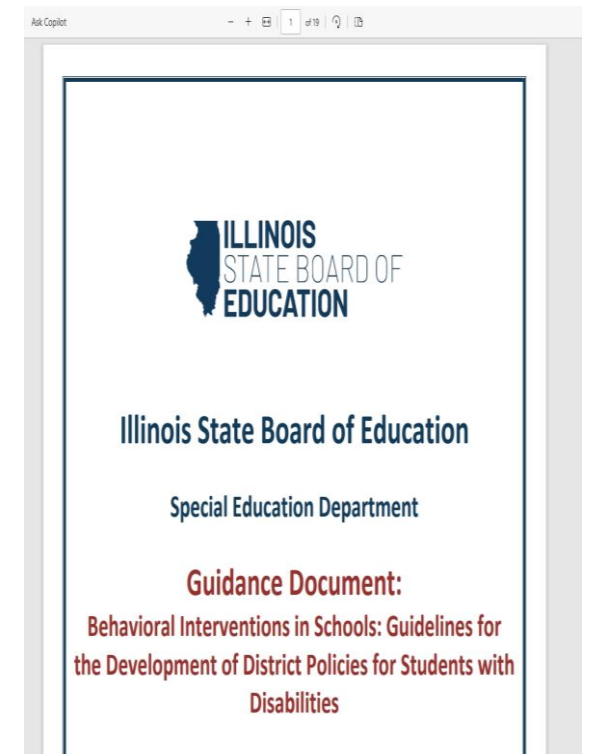 Ask Copilot
1 of 19
ILLINOIS
STATE BOARD OF
EDUCATION
Illinois State Board of Education
Special Education Department
Guidance Document:
Behavioral Interventions in Schools: Guidelines for
the Development of District Policies for Students with
Disabilities